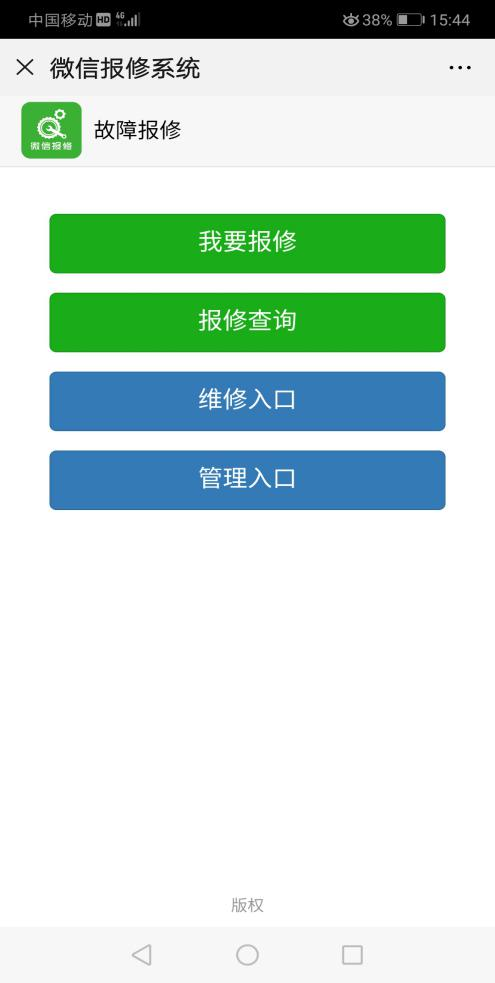 中国移动 HD 4G 38% 15:44
微信报修系统
微信报修
故障报修
我要报修
报修查询
维修入口
管理入口
版权